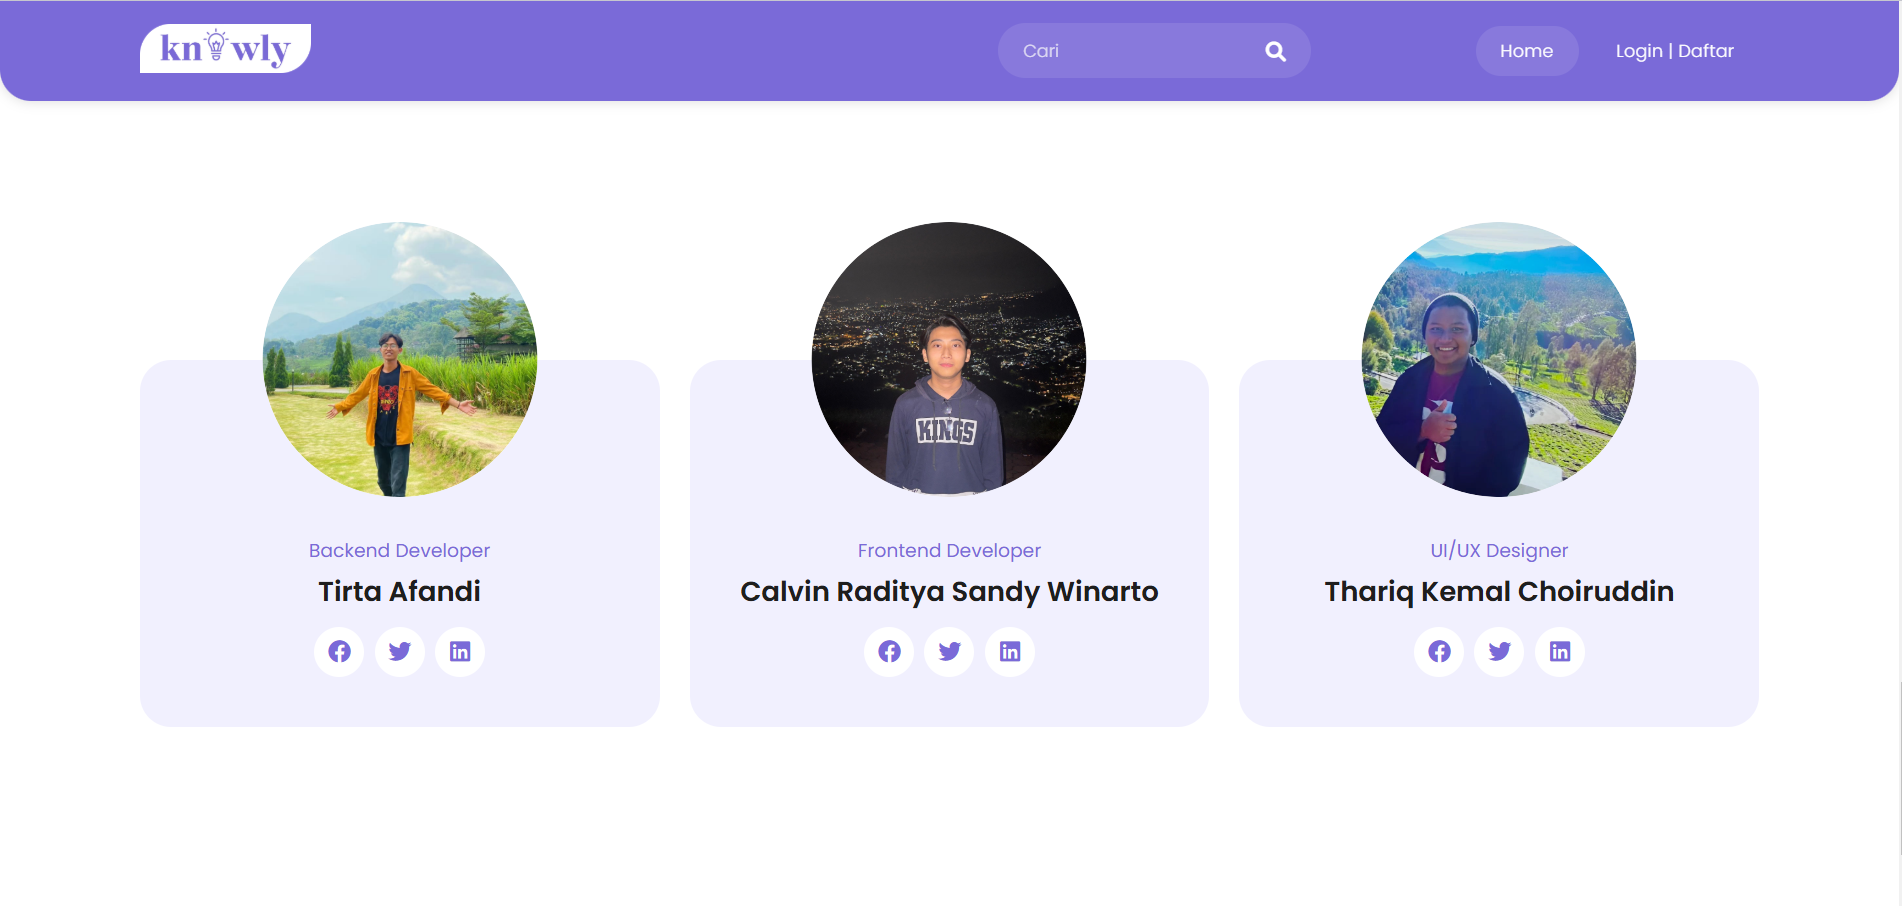 knowly
Cari
Home
Login | Daftar
KINGS
Backend Developer
Tirta Afandi
Frontend Developer
Calvin Raditya Sandy Winarto
UI/UX Designer
Thariq Kemal Choiruddin